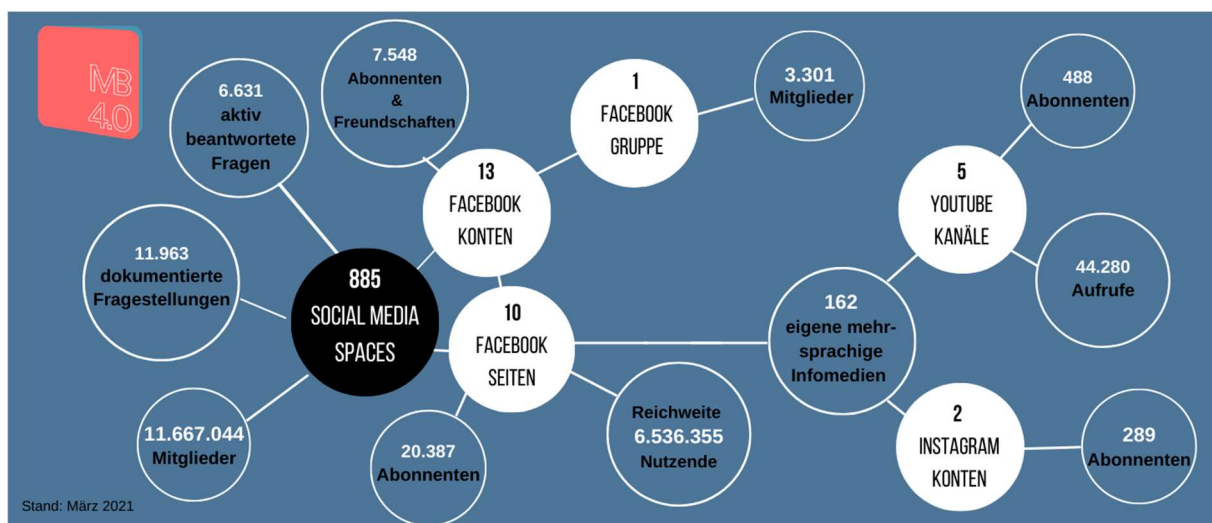 MB
4.0
6.631
aktiv
beantwortete
Fragen
7.548
Abonnenten
&
Freundschaften
1
FACEBOOK
GRUPPE
3.301
Mitglieder
488
Abonnenten
13
FACEBOOK
KONTEN
5
YOUTUBE
KANÄLE
11.963
dokumentierte
Fragestellungen
885
SOCIAL MEDIA
SPACES
10
FACEBOOK
SEITEN
162
eigene mehr-
sprachige
Infomedien
44.280
Aufrufe
11.667.044
Mitglieder
20.387
Abonnenten
Reichweite
6.536.355
Nutzende
2
INSTAGRAM
KONTEN
289
Abonnenten
Stand: März 2021